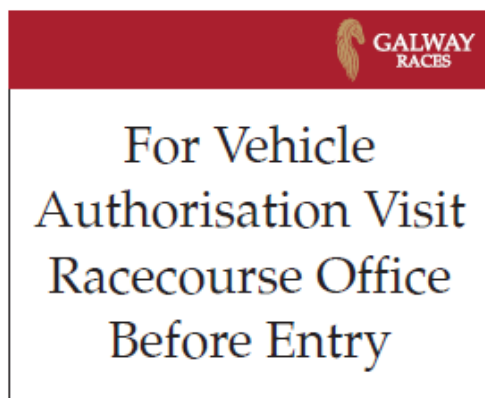 GALWAY
RACES
For Vehicle
Authorisation Visit
Racecourse Office
Before Entry